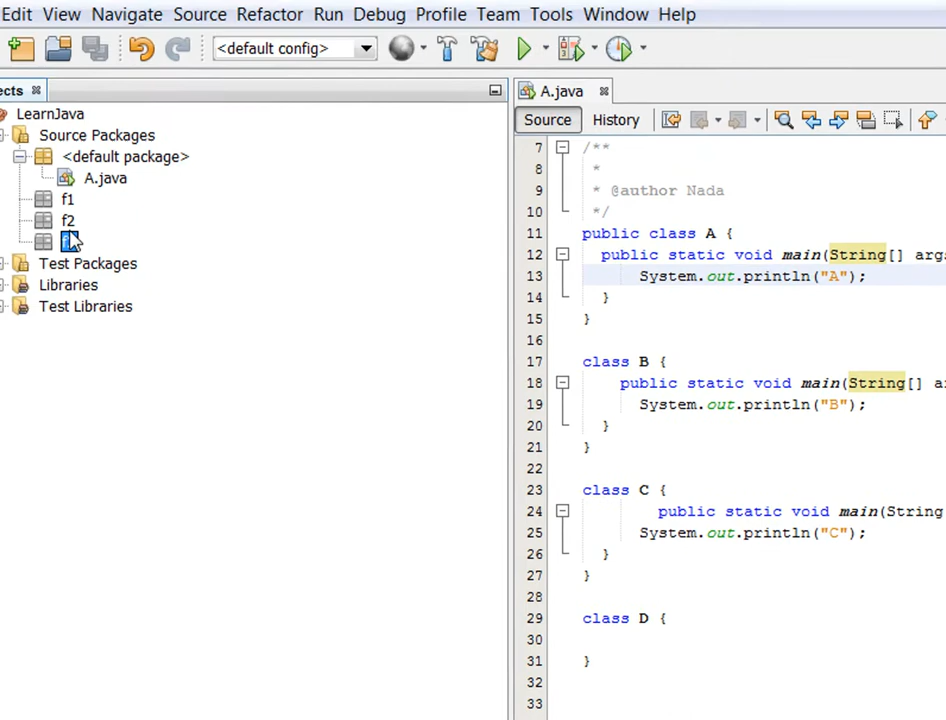 Edit View Navigate Source Refactor Run Debug Profile Team Tools Window Help
<default config>
A.java
Source History
LearnJava
Source Packages
<default package>
A.java
f1
f2
Test Packages
Libraries
Test Libraries
7 /**
8 *
9 * @author Nada
10 */
11 public class A {
12 public static void main(String[]
13 System.out.println("A");
14 }
15 }
16
17 class B {
18 public static void main(String[]
19 System.out.println("B");
20 }
21 }
22
23 class C {
24 public static void main(String
25 System.out.println("C");
26 }
27 }
28
29 class D {
30
31 }
32
33